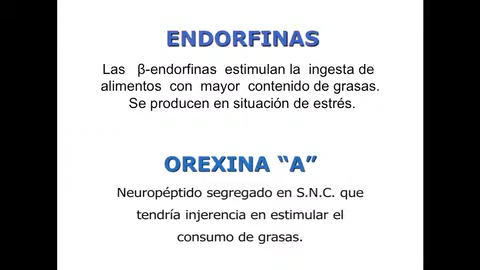 ENDORFINAS
Las β-endorfinas estimulan la ingesta de
alimentos con mayor contenido de grasas.
Se producen en situación de estrés.
OREXINA “A”
Neuropéptido segregado en S.N.C. que
tendría injerencia en estimular el
consumo de grasas.